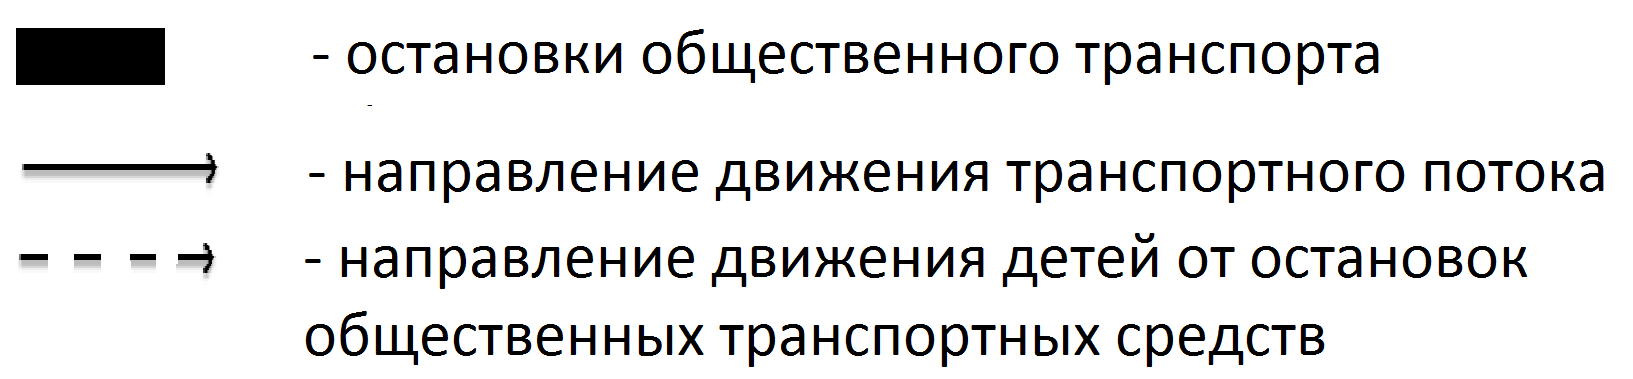 - остановки общественного транспорта
- направление движения транспортного потока
- направление движения детей от остановок
общественных транспортных средств